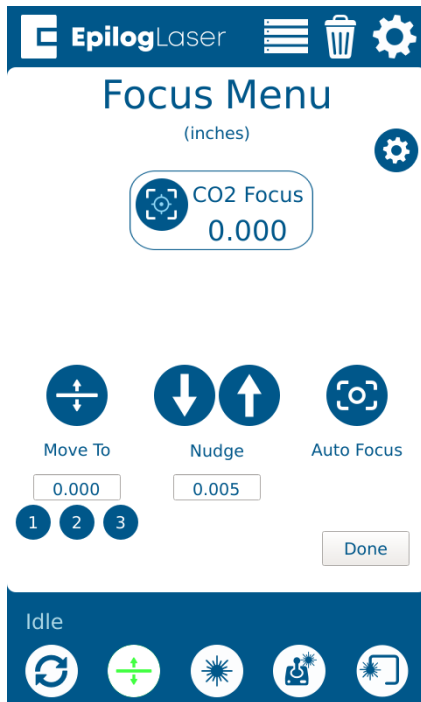 EpilogLaser
Focus Menu
(inches)
CO2 Focus
0.000
Move To
Nudge
Auto Focus
0.000
0.005
1 2 3
Done
Idle